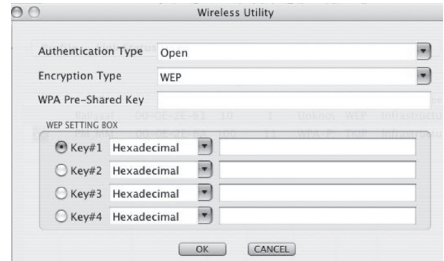 Wireless Utility
Authentication Type Open
Encryption Type WEP
WPA Pre-Shared Key
WEP SETTING BOX
Key#1 Hexadecimal
Key#2 Hexadecimal
Key#3 Hexadecimal
Key#4 Hexadecimal
OK CANCEL